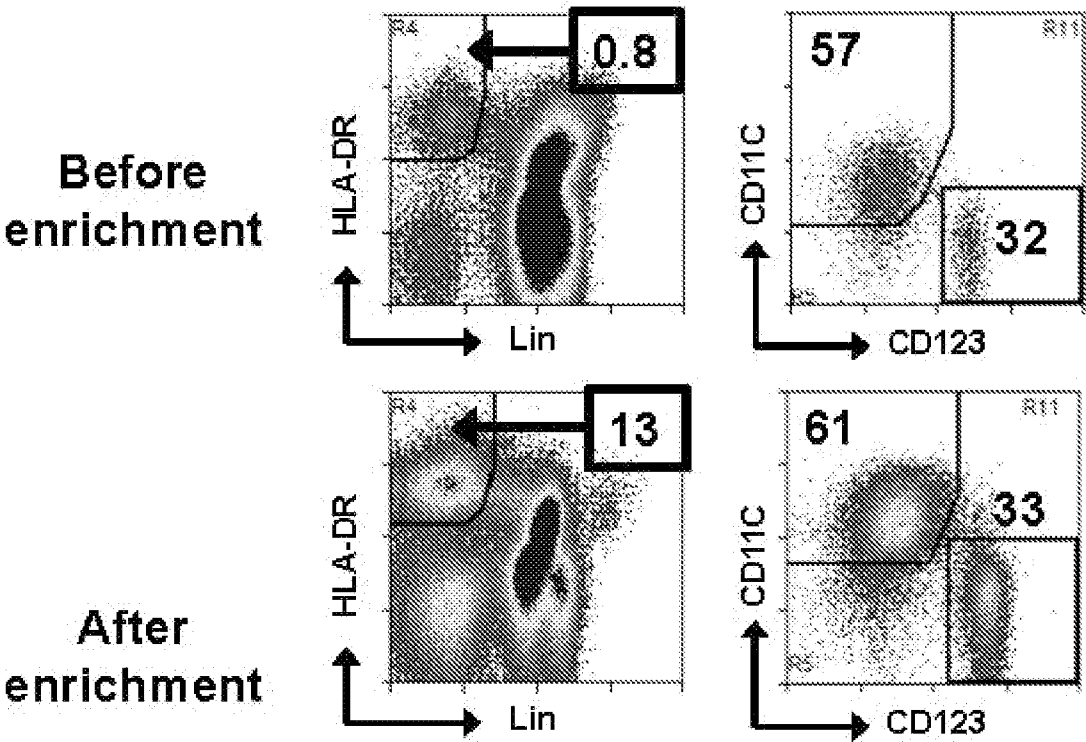 R4
0.8
HLA-DR
Lin
57
R11
CD11C
32
CD123
Before
enrichment
R4
13
HLA-DR
Lin
61
R11
CD11C
33
CD123
After
enrichment